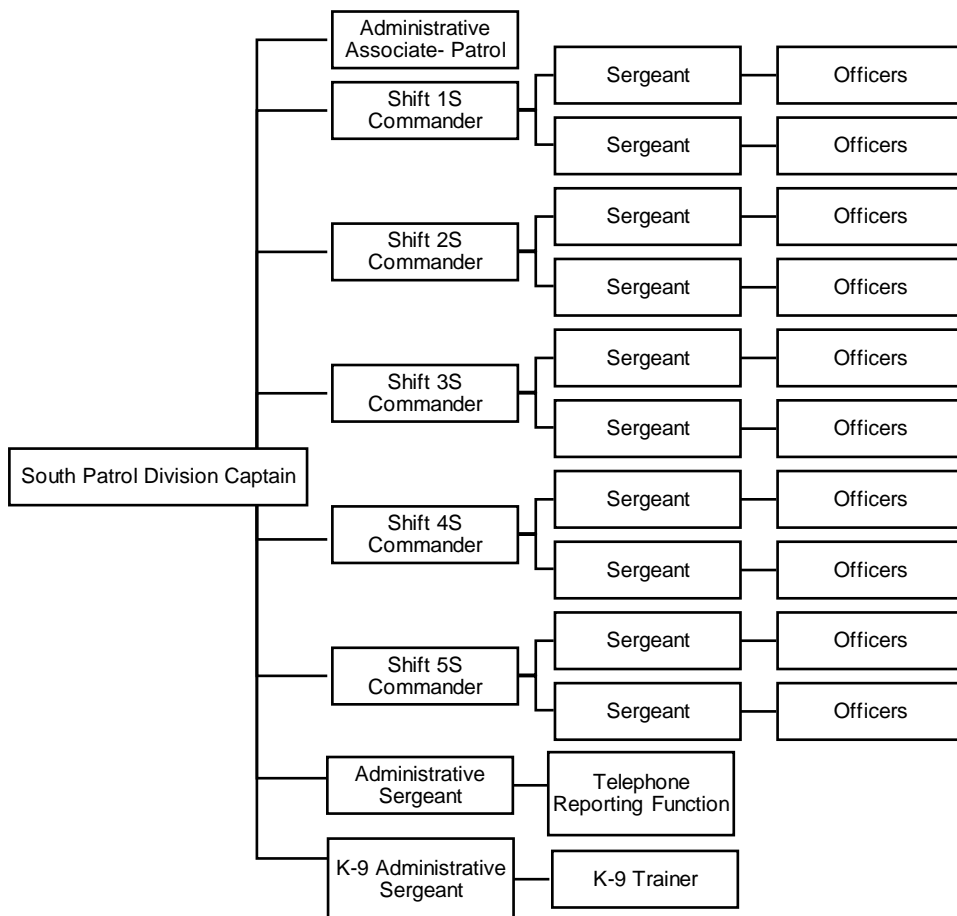 Administrative
Associate- Patrol
Shift 1S
Commander
Sergeant
Officers
Sergeant
Officers
Shift 2S
Commander
Sergeant
Officers
Sergeant
Officers
Shift 3S
Commander
Sergeant
Officers
Sergeant
Officers
South Patrol Division Captain
Shift 4S
Commander
Sergeant
Officers
Sergeant
Officers
Shift 5S
Commander
Sergeant
Officers
Sergeant
Officers
Administrative
Sergeant
Telephone
Reporting Function
K-9 Administrative
Sergeant
K-9 Trainer